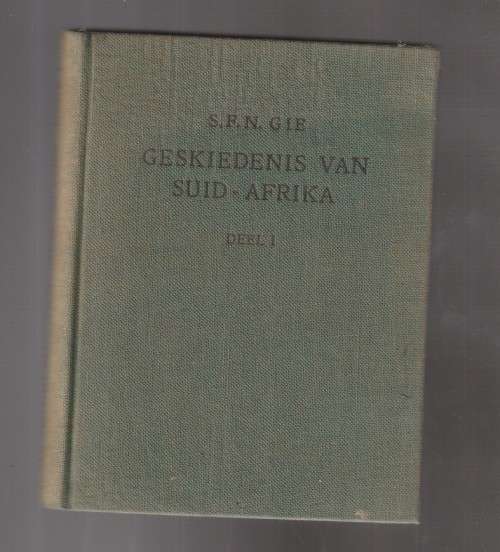 S.F.N. GIE
GESKIEDENIS VAN
SUID-AFRIKA
DEEL I